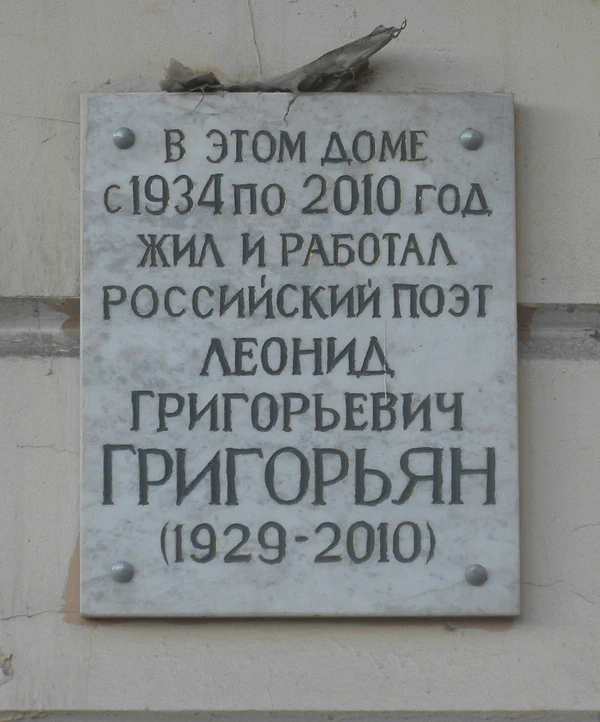 В ЭТОМ ДОМЕ
С 1934 ПО 2010 ГОД
ЖИЛ И РАБОТАЛ
РОССИЙСКИЙ ПОЭТ
ЛЕОНИД
ГРИГОРЬЕВИЧ
ГРИГОРЬЯН
(1929-2010)